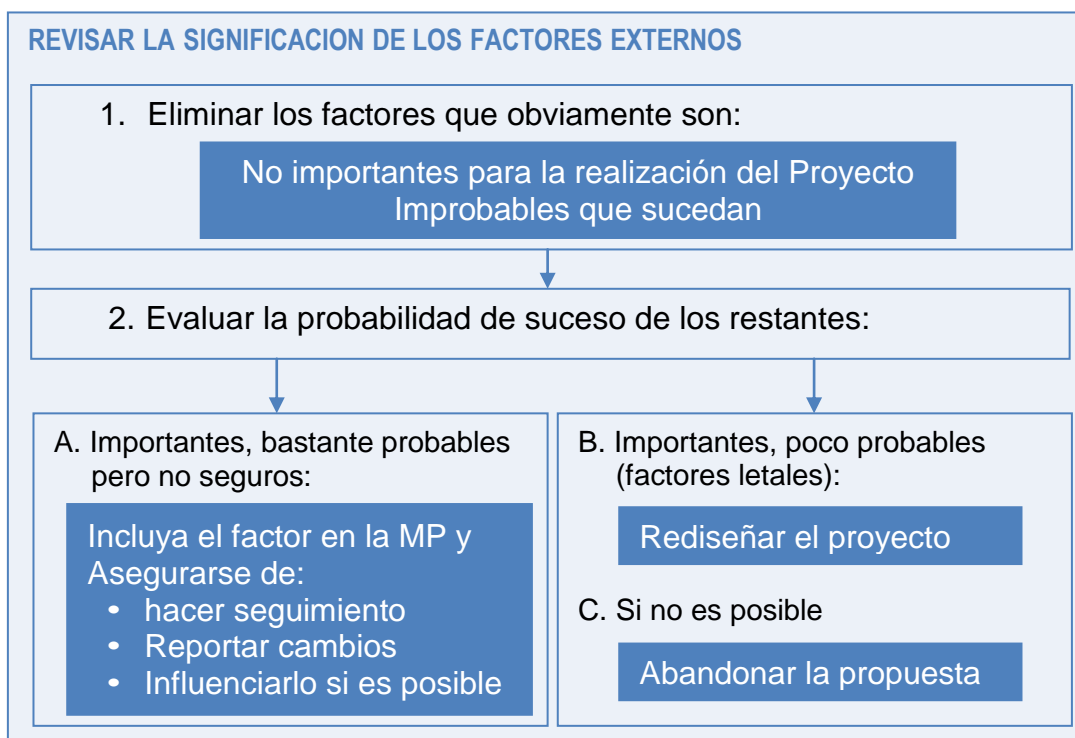 REVISAR LA SIGNIFICACION DE LOS FACTORES EXTERNOS
1. Eliminar los factores que obviamente son:
No importantes para la realización del Proyecto
Improbables que sucedan
2. Evaluar la probabilidad de suceso de los restantes:
A. Importantes, bastante probables
pero no seguros:
Incluya el factor en la MP y
Asegurarse de:
• hacer seguimiento
• Reportar cambios
• Influenciarlo si es posible
B. Importantes, poco probables
(factores letales):
Rediseñar el proyecto
C. Si no es posible
Abandonar la propuesta